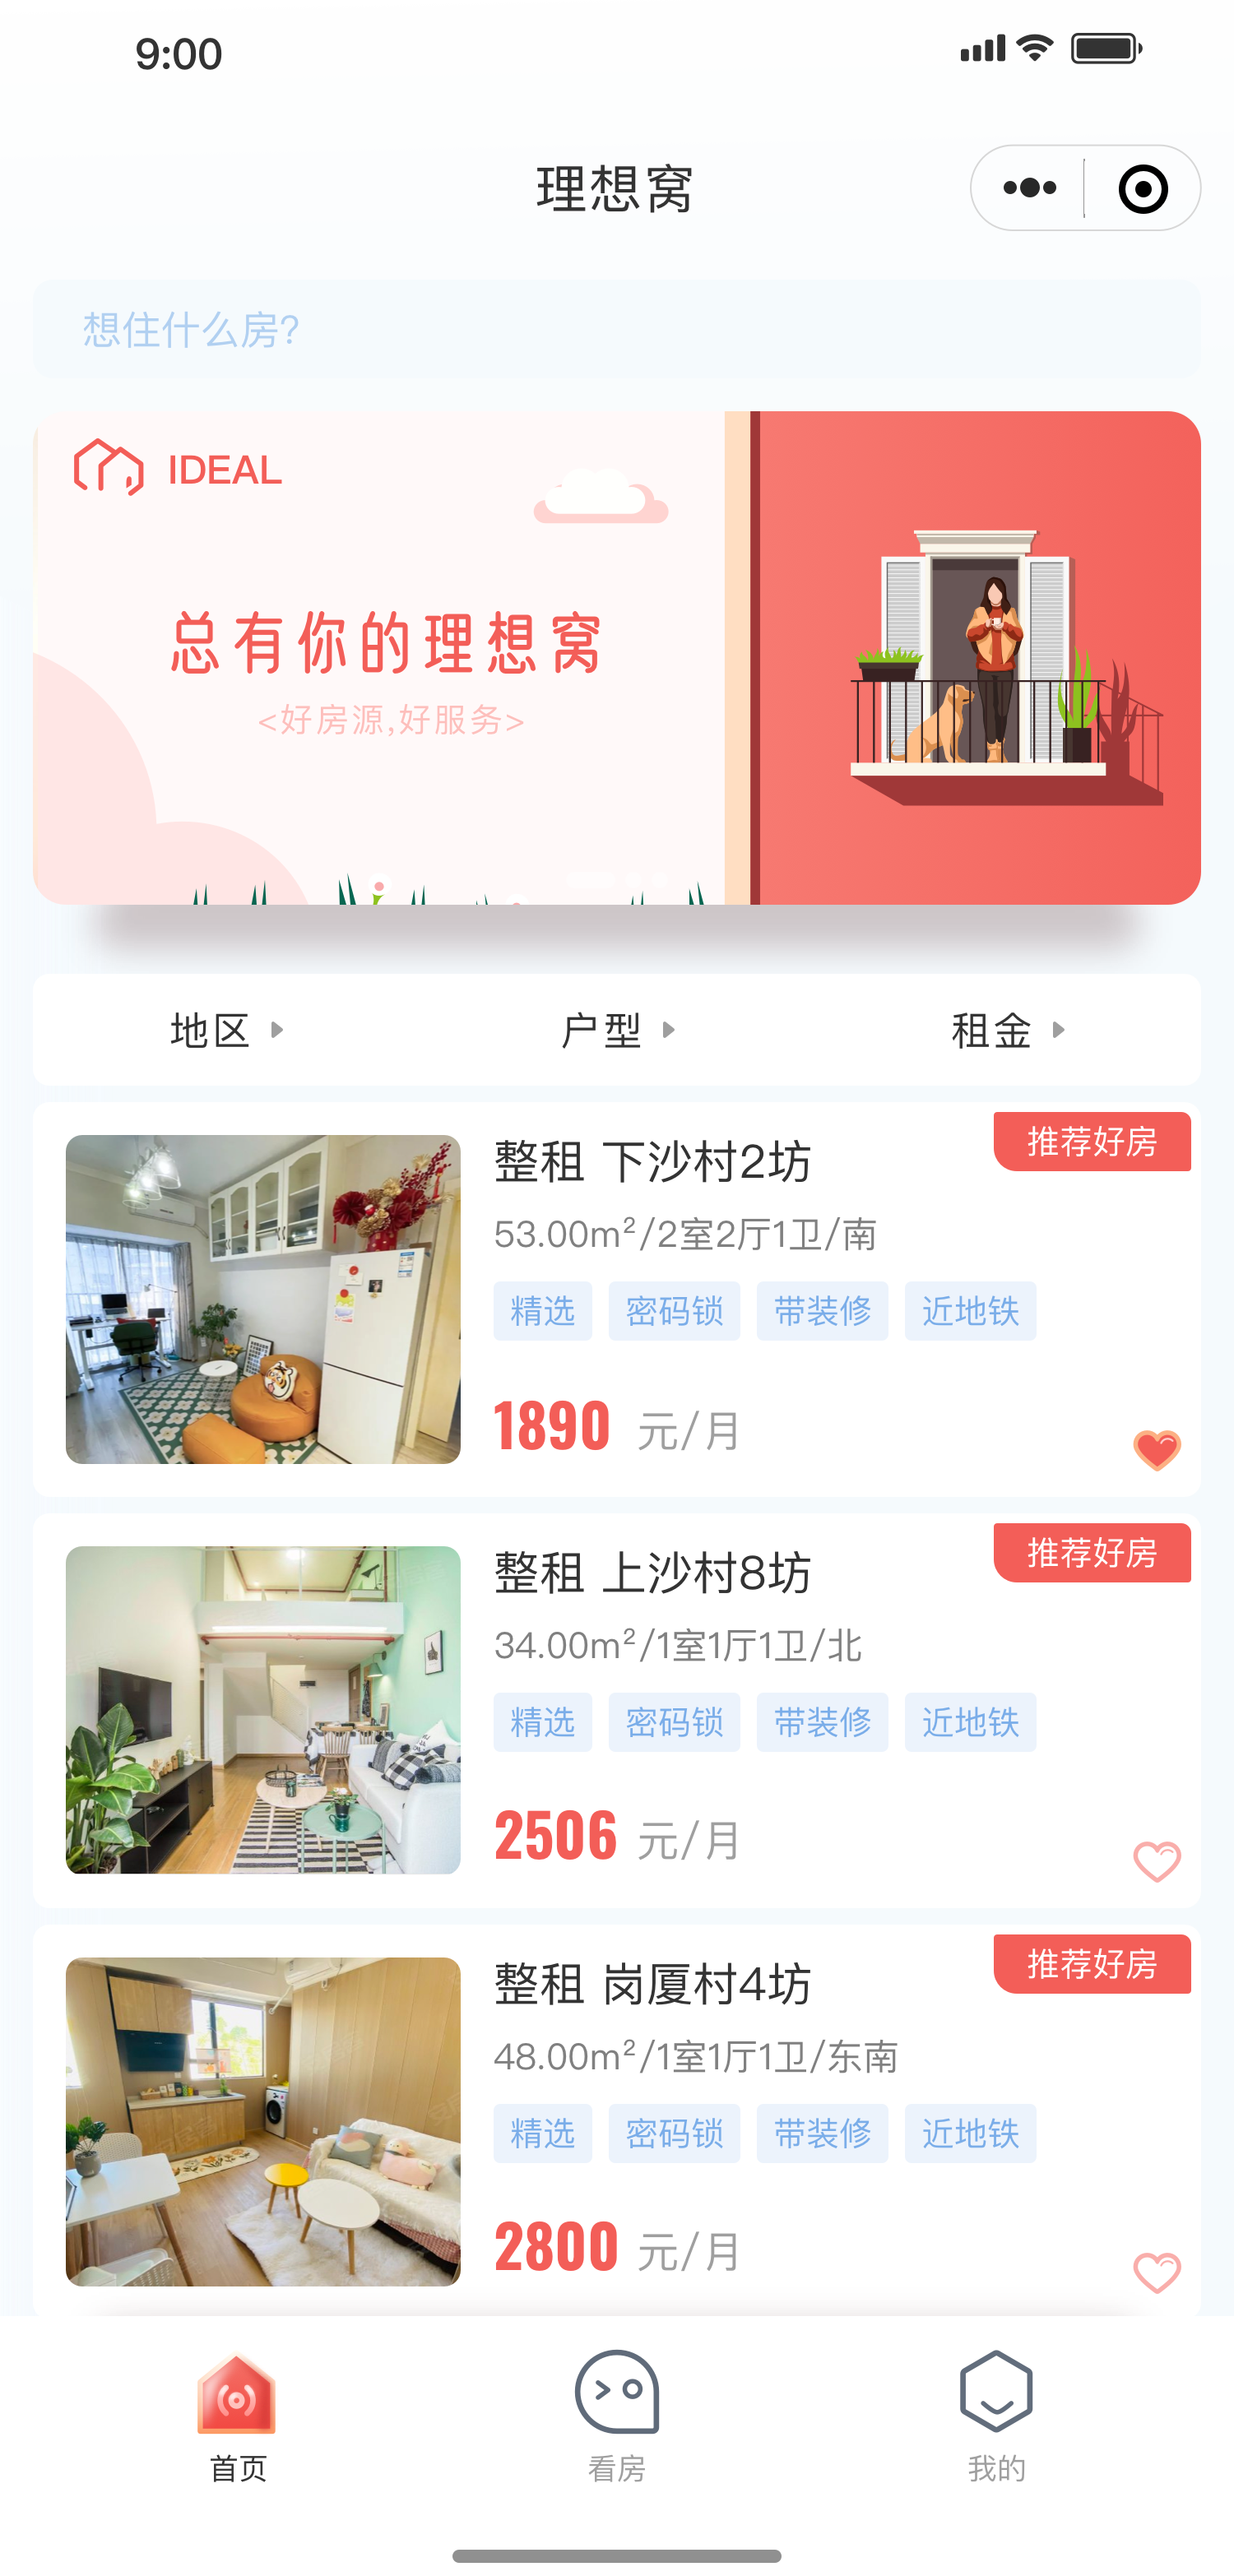 9:00
理想窝
想住什么房?
IDEAL
总有你的理想窝
<好房源,好服务>
地区
户型
租金
推荐好房
整租 下沙村2坊
53.00m²/2室2厅1卫/南
精选 密码锁 带装修 近地铁
1890 元/月
推荐好房
整租 上沙村8坊
34.00m²/1室1厅1卫/北
精选 密码锁 带装修 近地铁
2506 元/月
推荐好房
整租 岗厦村4坊
48.00m²/1室1厅1卫/东南
精选 密码锁 带装修 近地铁
2800 元/月
首页
看房
我的